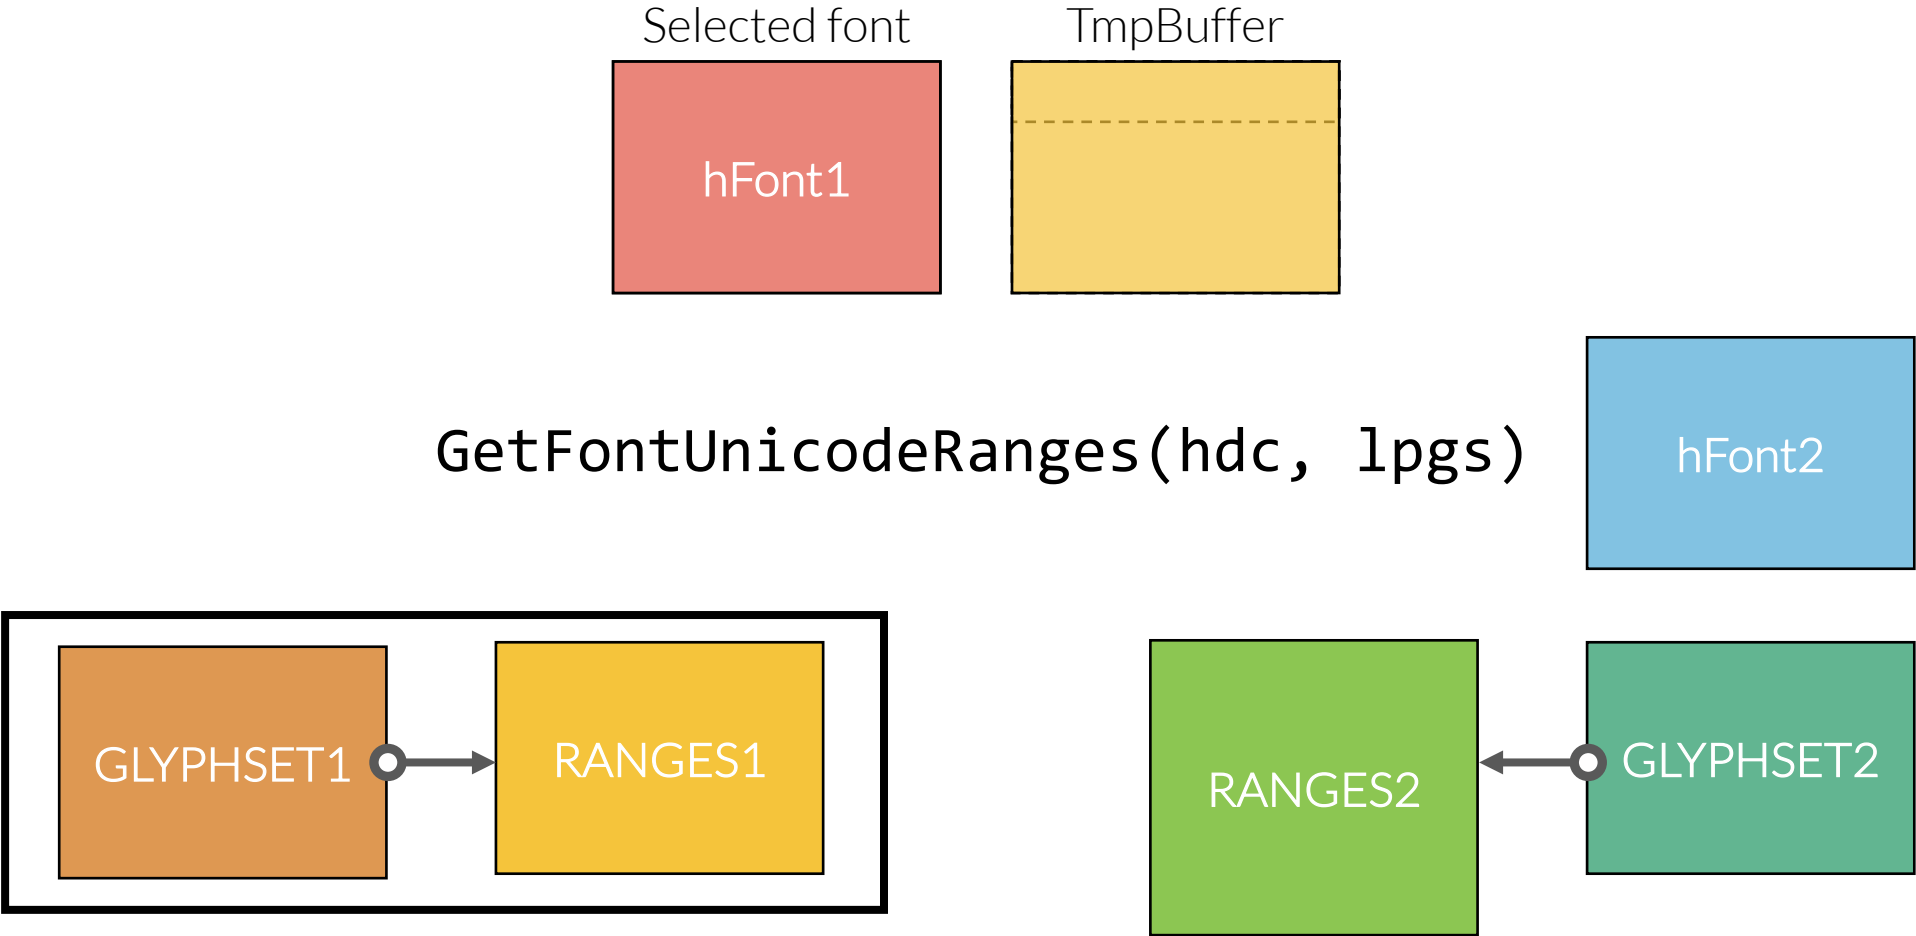 Selected font
TmpBuffer
hFont1
GetFontUnicodeRanges(hdc, lpgs)
hFont2
GLYPHSET1
RANGES1
RANGES2
GLYPHSET2